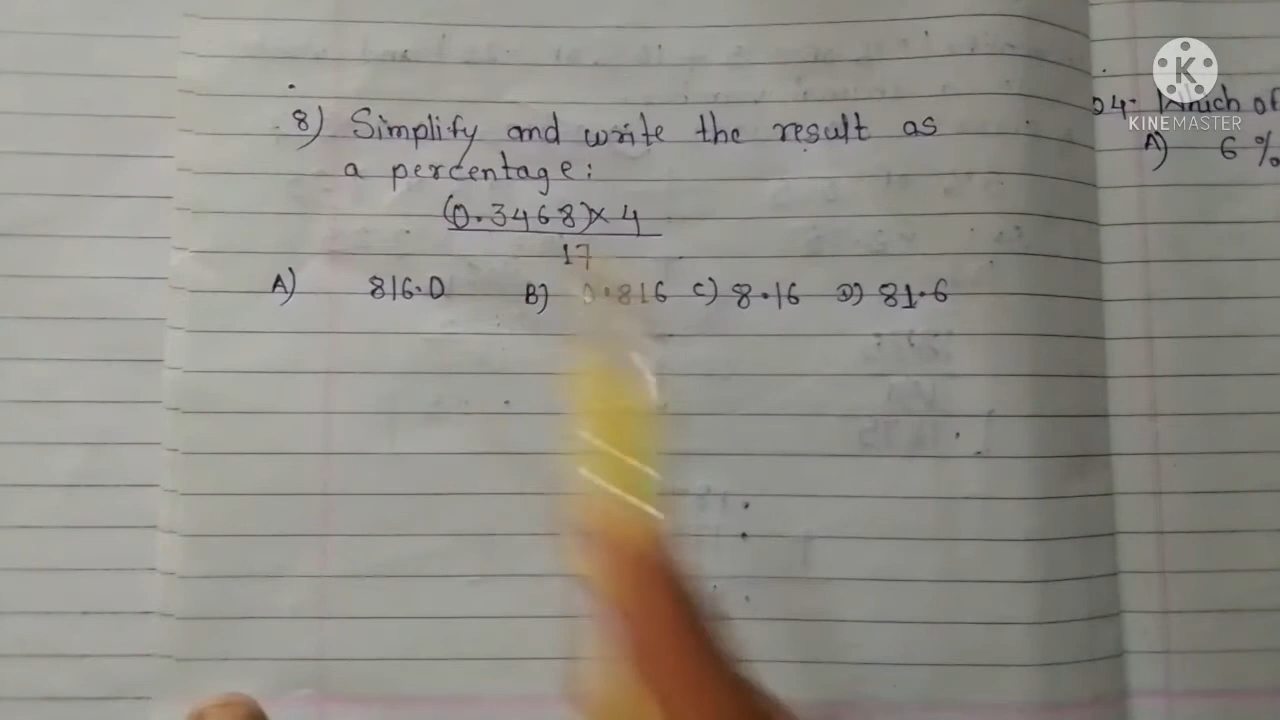 8) Simplify and write the result as
a percentage:
(0.3468)× 4
17
A) 816.0 B) 0.816 C) 8.16 D) 81.6
04. Which of
A) 6 %
KINEMASTER